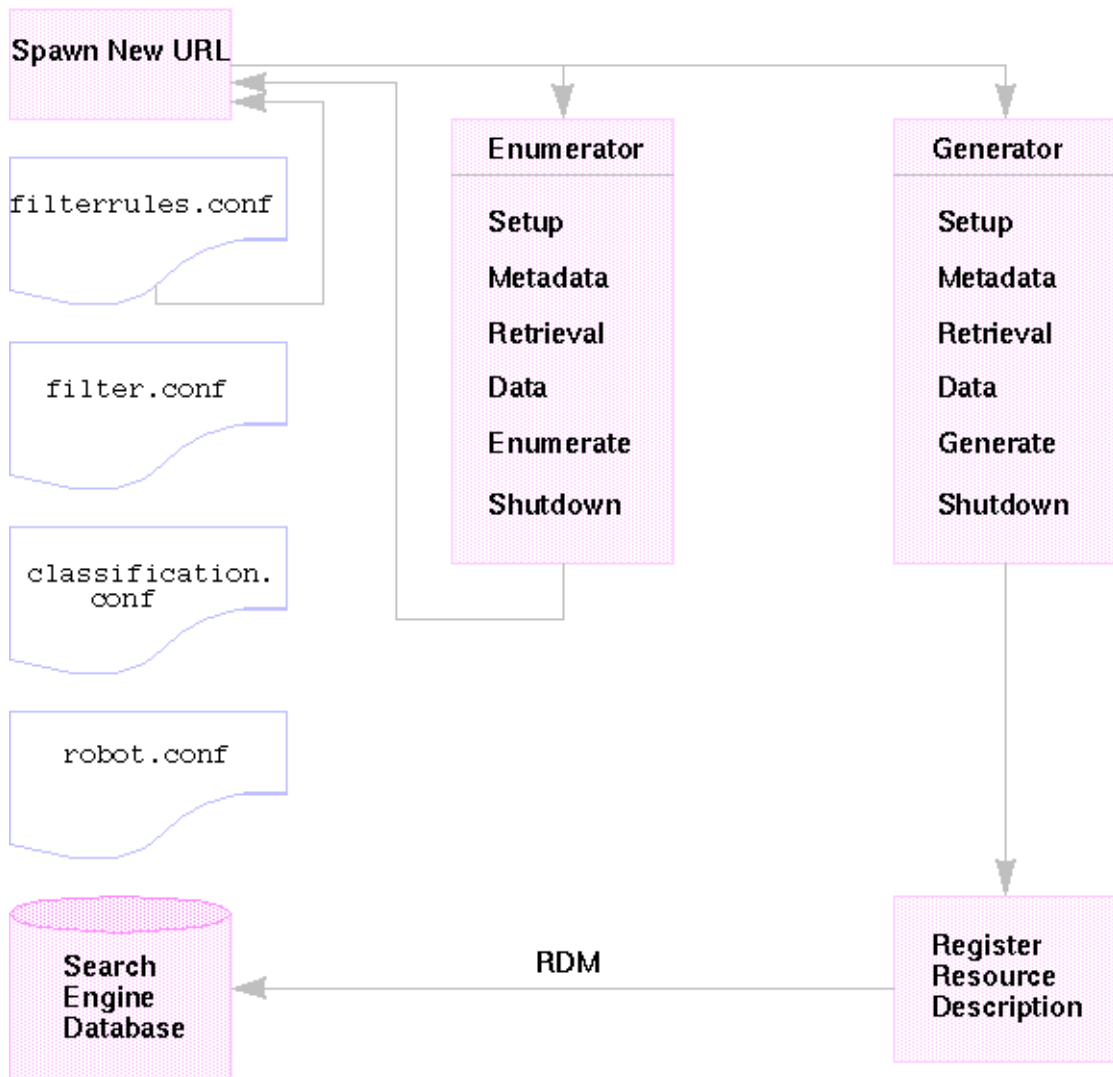 Spawn New URL
filterrules.conf
filter.conf
classification.
conf
robot.conf
Search
Engine
Database
Enumerator
Setup
Metadata
Retrieval
Data
Enumerate
Shutdown
Generator
Setup
Metadata
Retrieval
Data
Generate
Shutdown
RDM
Register
Resource
Description